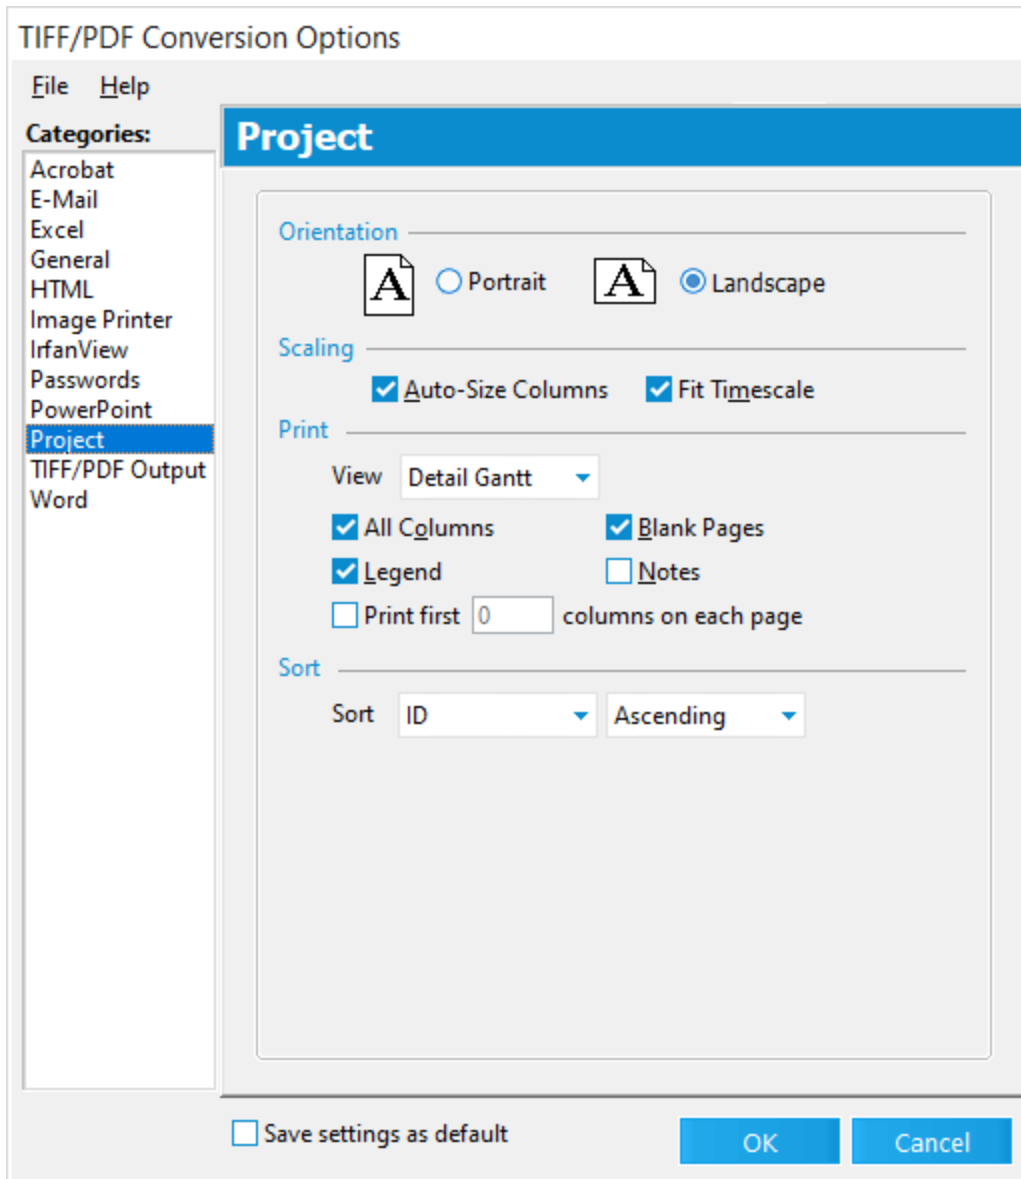 TIFF/PDF Conversion Options
File Help
Categories:
Acrobat
E-Mail
Excel
General
HTML
Image Printer
IrfanView
Passwords
PowerPoint
Project
TIFF/PDF Output
Word
Project
Orientation
A Portrait A Landscape
Scaling
Auto-Size Columns Fit Timescale
Print
View Detail Gantt
All Columns Blank Pages
Legend Notes
Print first 0 columns on each page
Sort
Sort ID Ascending
Save settings as default OK Cancel